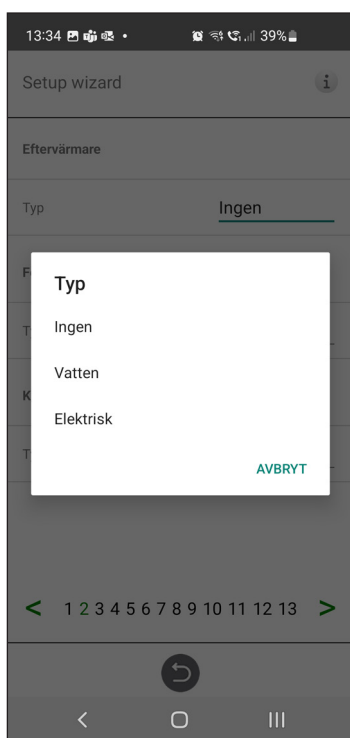 13:34
39%
Setup wizard
i
Eftervärmare
Typ Ingen
F
Typ
Ingen
T
Vatten
K
Elektrisk
T
AVBRYT
< 1 2 3 4 5 6 7 8 9 10 11 12 13 >